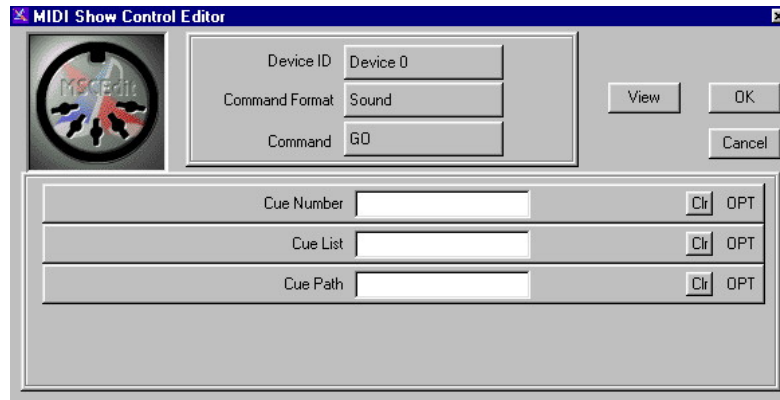 MIDI Show Control Editor
MSCEdit
Device ID Device 0
Command Format Sound
Command GO
View OK
Cancel
Cue Number Clr OPT
Cue List Clr OPT
Cue Path Clr OPT